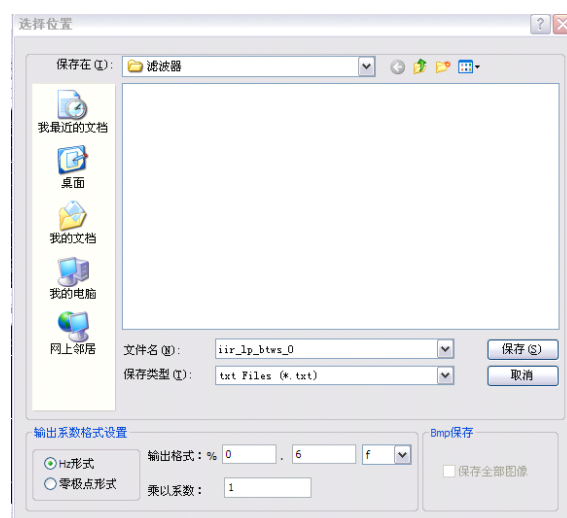 选择位置
保存在(I): 滤波器
我最近的文档
桌面
我的文档
我的电脑
网上邻居
文件名(N): iir_lp_btws_0 保存(S)
保存类型(T): txt Files (*.txt) 取消
输出系数格式设置 Bmp保存
Hz形式 输出格式：% 0 . 6 f
保存全部图像
零极点形式 乘以系数： 1